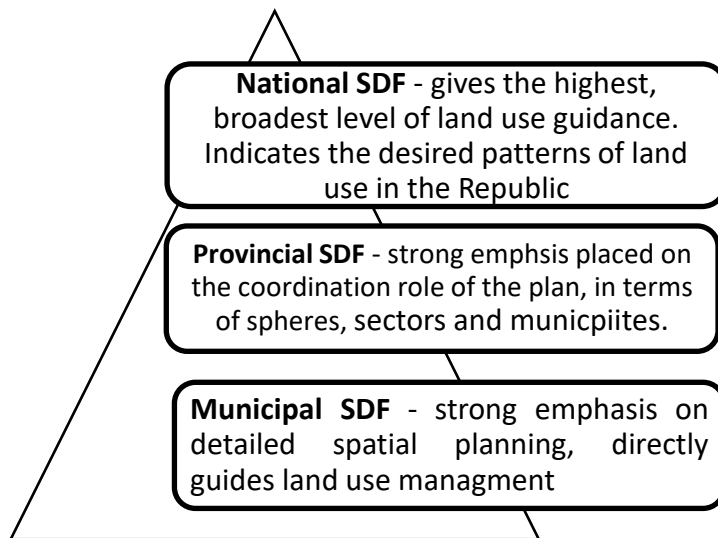 National SDF - gives the highest,
broadest level of land use guidance.
Indicates the desired patterns of land
use in the Republic
Provincial SDF - strong emphsis placed on
the coordination role of the plan, in terms
of spheres, sectors and municpiites.
Municipal SDF - strong emphasis on
detailed spatial planning, directly
guides land use managment